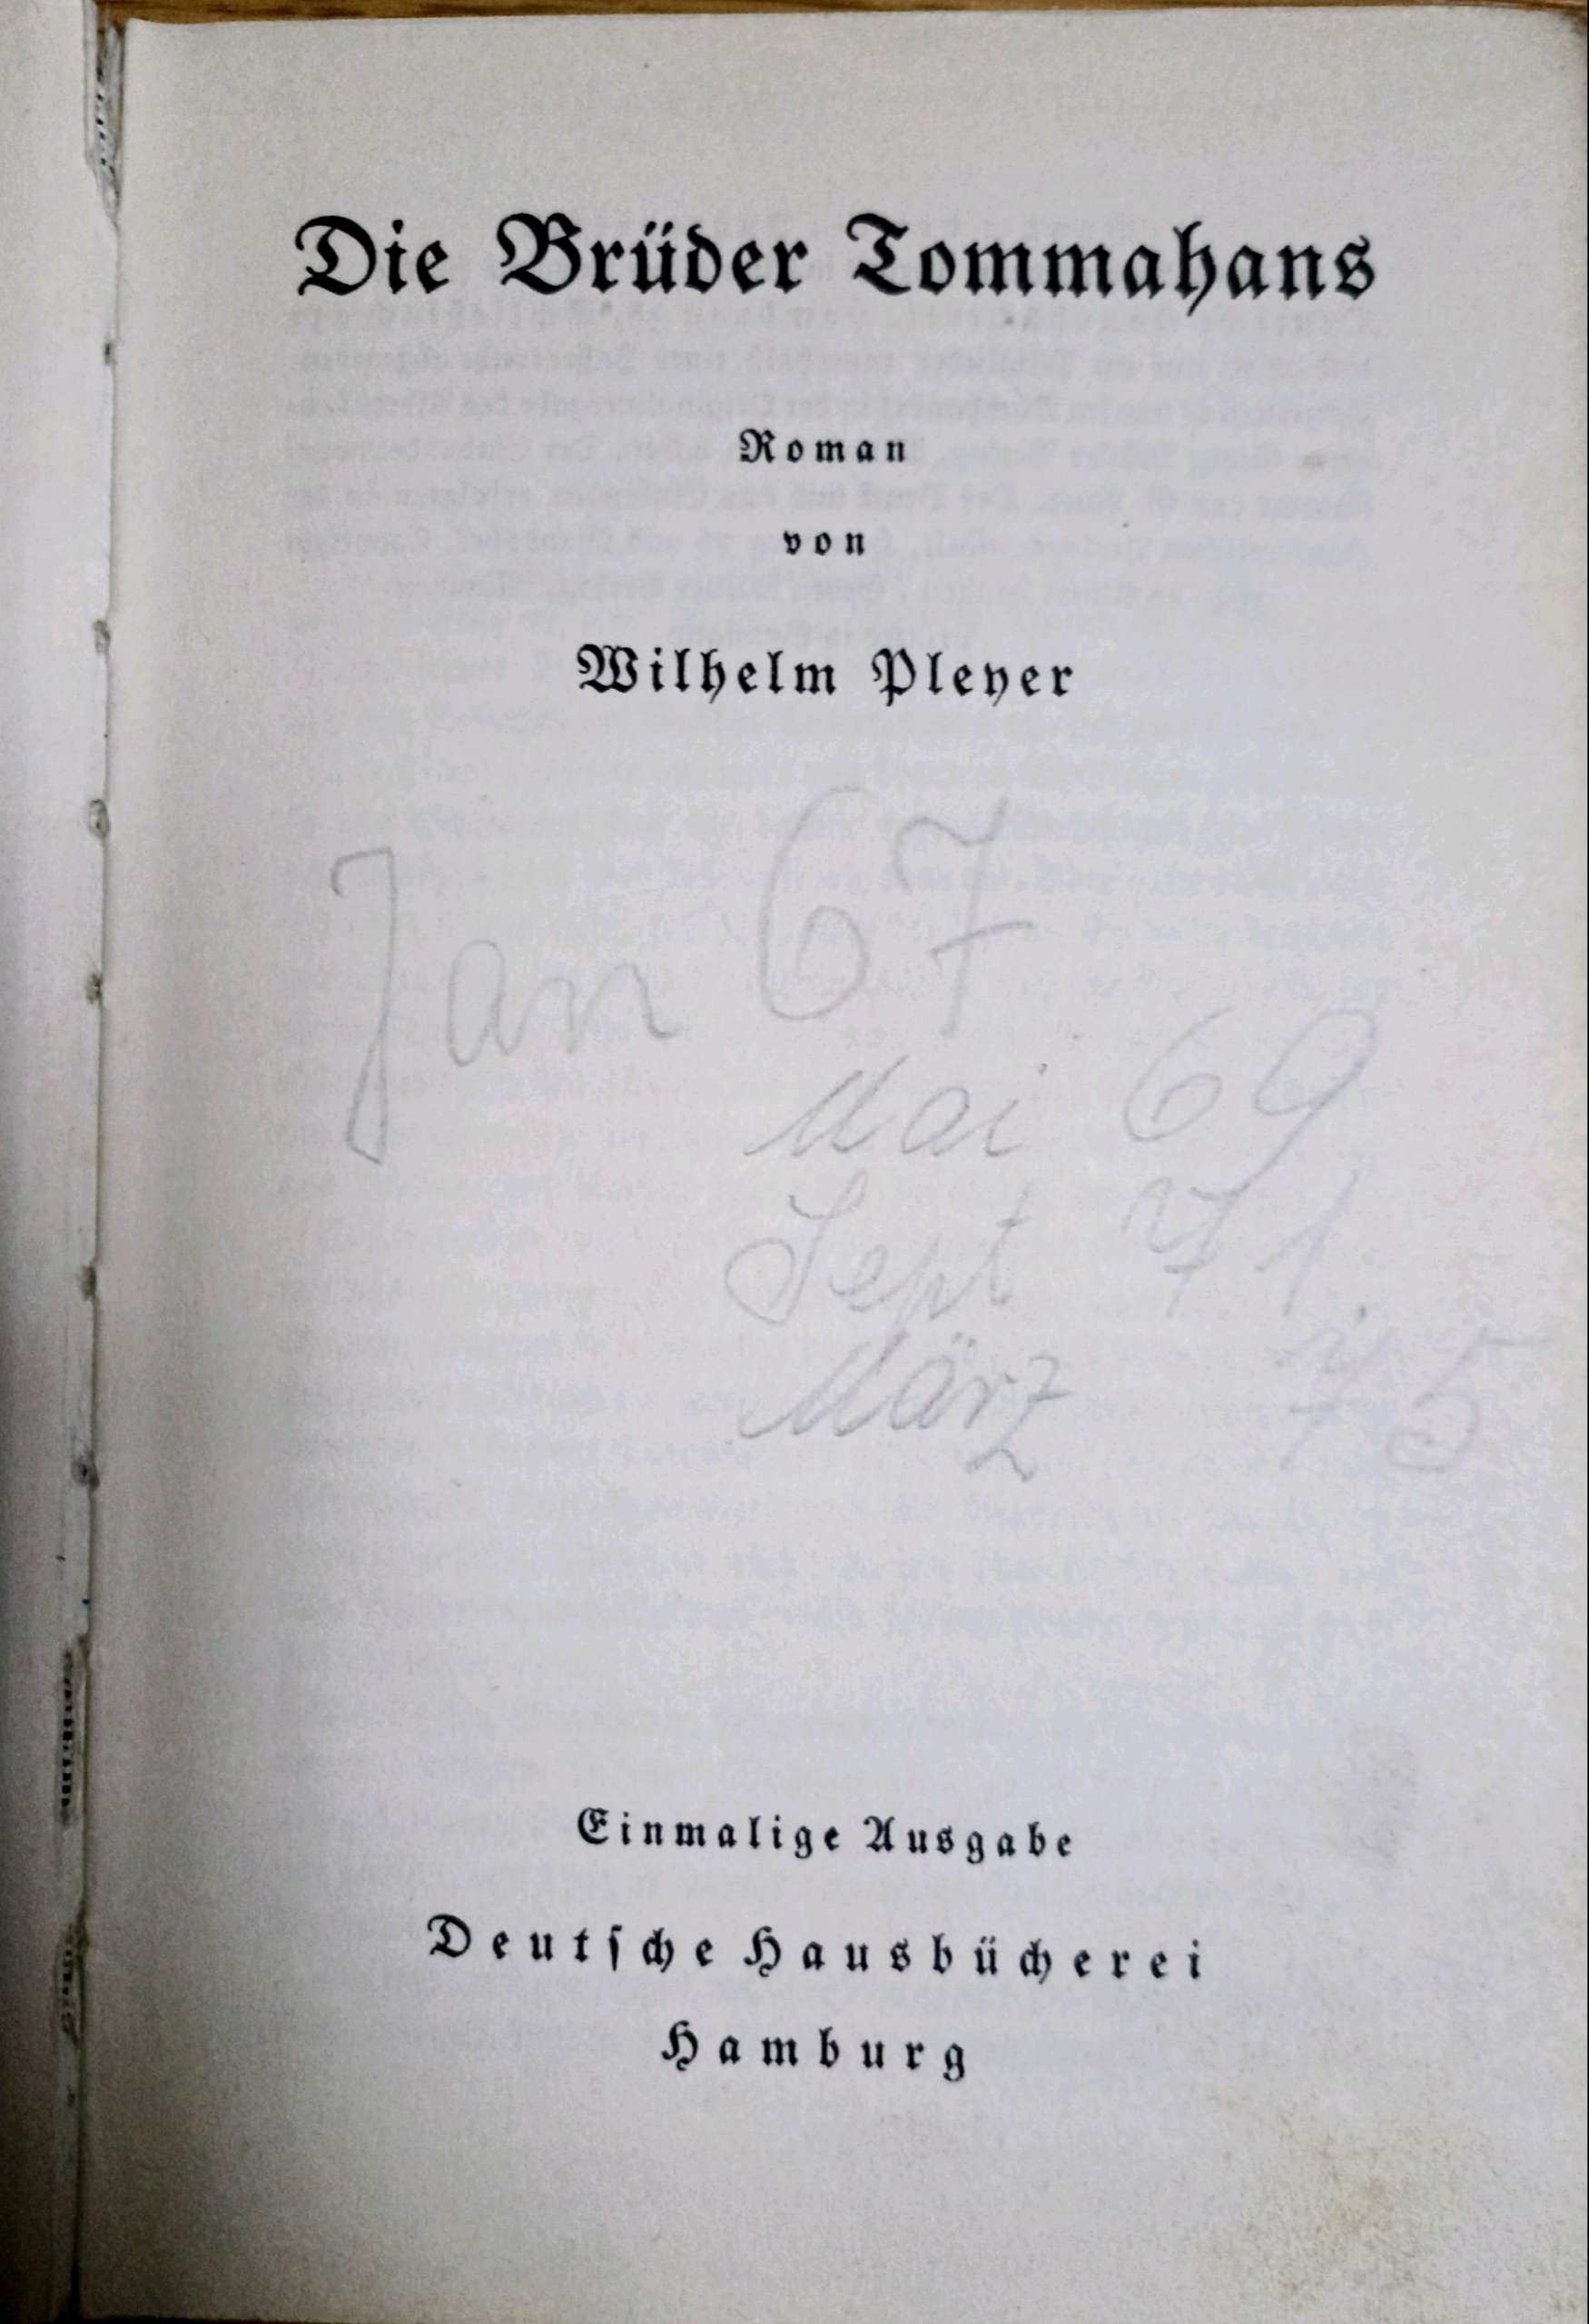 Die Brüder Tommahans
Roman
von
Wilhelm Pleyer
Jan 67
Mai 69
Sept 71
März 75
Einmalige Ausgabe
Deutſche Hausbücherei
Hamburg